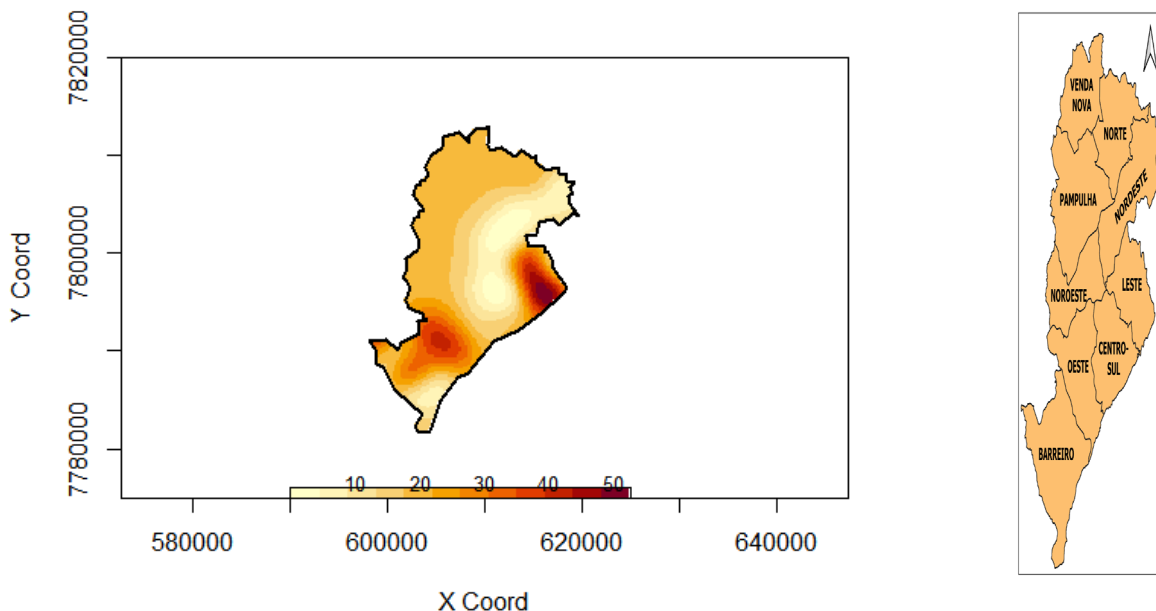 7820000
7800000
7780000
Y Coord
10 20 30 40 50
580000 600000 620000 640000
X Coord
VENDA
NOVA
NORTE
NORDESTE
PAMPULHA
LESTE
NOROESTE
CENTRO-
SUL
OESTE
BARREIRO